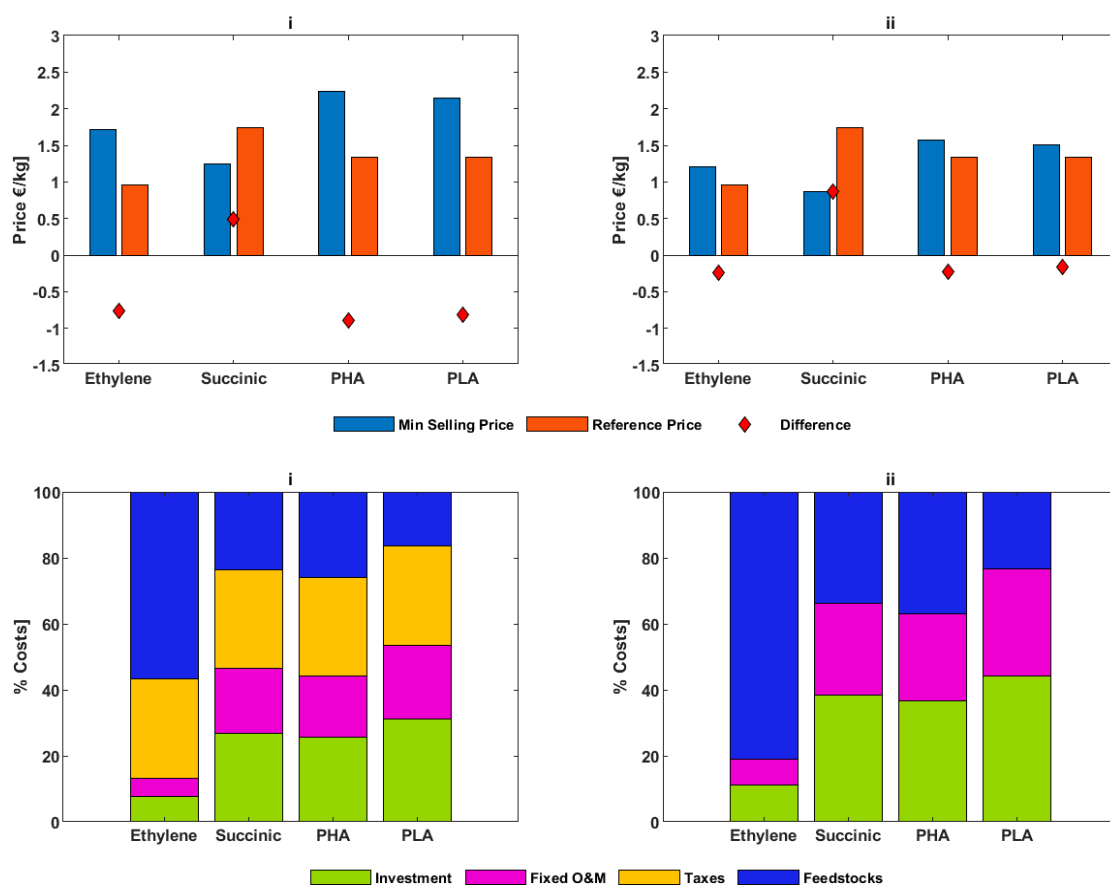 i
ii
3
2.5
2
1.5
1
0.5
0
-0.5
-1
-1.5
Price €/kg]
Ethylene Succinic PHA PLA
3
2.5
2
1.5
1
0.5
0
-0.5
-1
-1.5
Price €/kg]
Ethylene Succinic PHA PLA
Min Selling Price Reference Price Difference
i
ii
100
80
60
40
20
0
% Costs]
Ethylene Succinic PHA PLA
100
80
60
40
20
0
% Costs]
Ethylene Succinic PHA PLA
Investment Fixed O&M Taxes Feedstocks